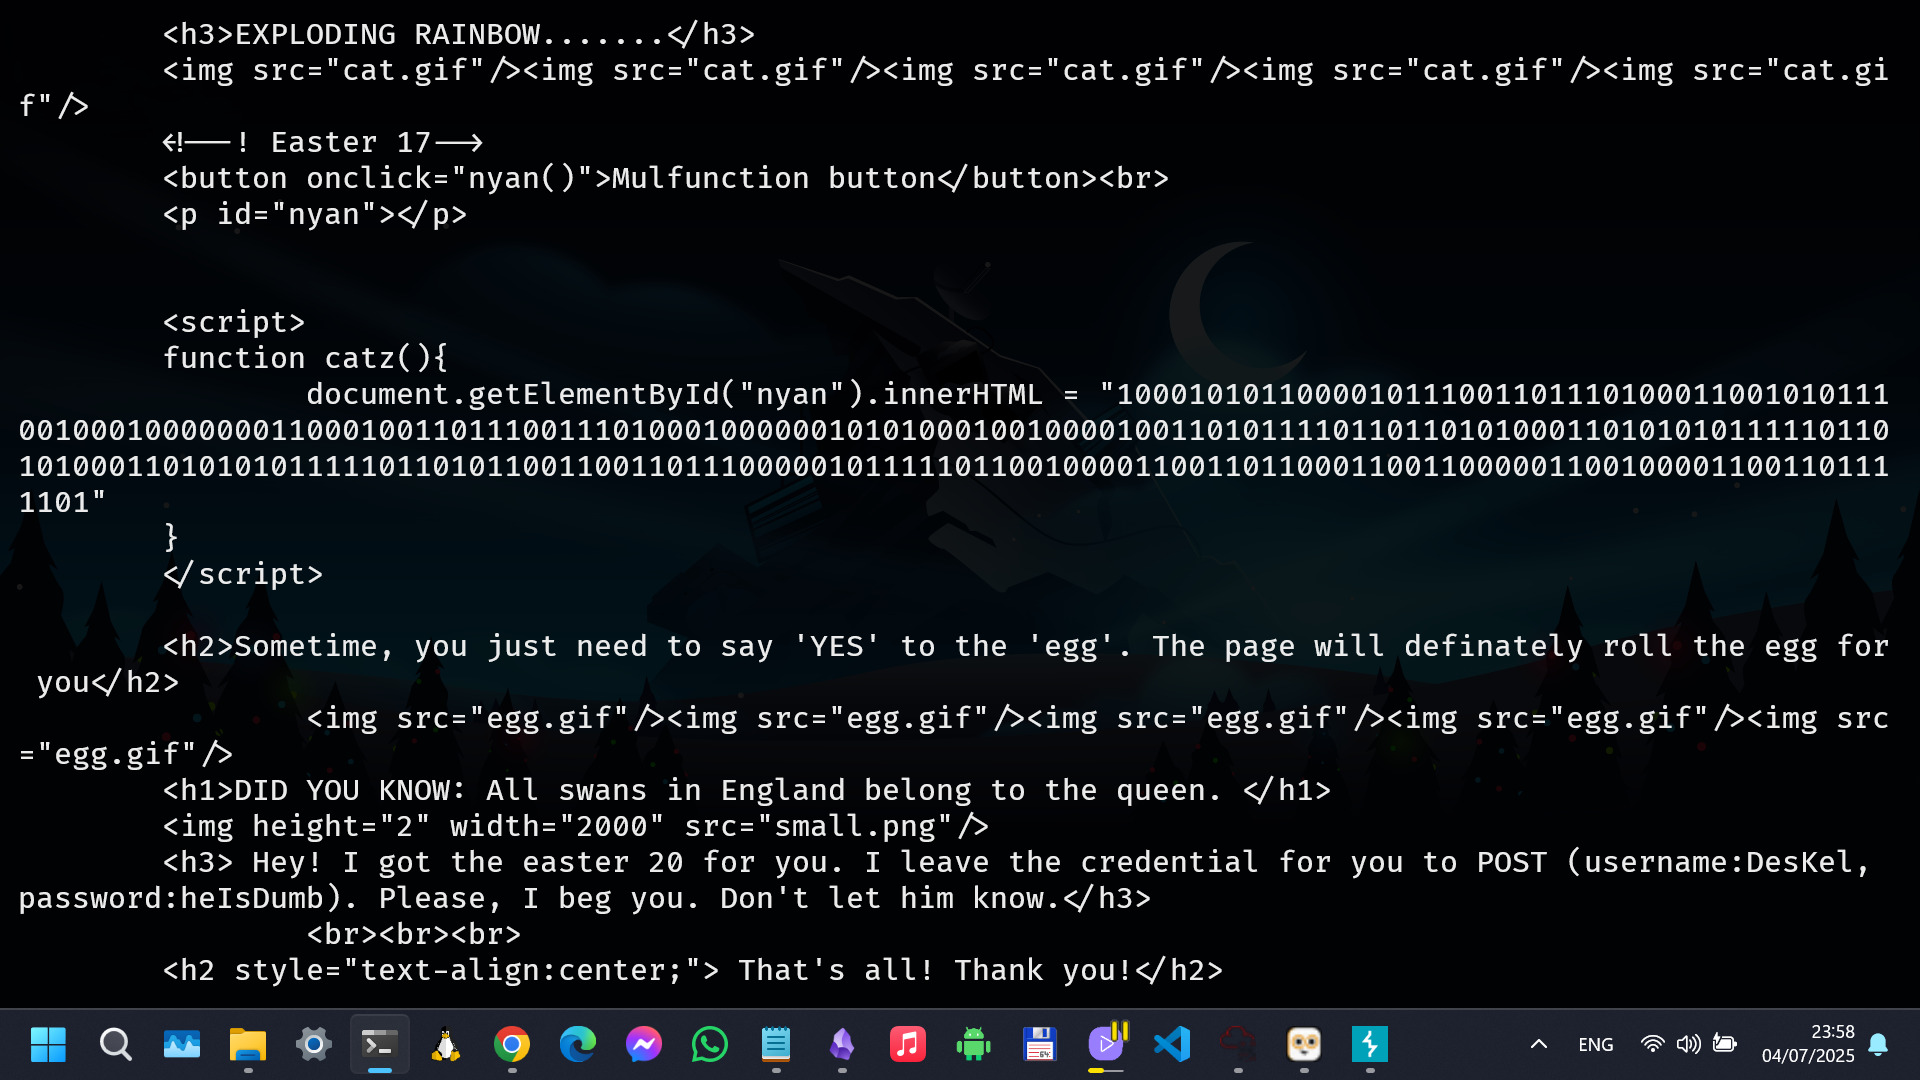 <h3>EXPLODING RAINBOW.......</h3>
<img src="cat.gif"/><img src="cat.gif"/><img src="cat.gif"/><img src="cat.gif"/><img src="cat.gi
f"/>
<!--! Easter 17-->
<button onclick="nyan()">Mulfunction button</button><br>
<p id="nyan"></p>
<script>
function catz(){
document.getElementById("nyan").innerHTML = "1000101011000010111001101110100011001010111
00100010000000110001001101110011101000100000010101000100100001001101011110110110101000110101010111110110
10100011010101011111011010110011001101110000010111110110010000110011011000110011000001100100001100110111
1101"
}
</script>
<h2>Sometime, you just need to say 'YES' to the 'egg'. The page will definately roll the egg for
you</h2>
<img src="egg.gif"/><img src="egg.gif"/><img src="egg.gif"/><img src="egg.gif"/><img src
="egg.gif"/>
<h1>DID YOU KNOW: All swans in England belong to the queen. </h1>
<img height="2" width="2000" src="small.png"/>
<h3> Hey! I got the easter 20 for you. I leave the credential for you to POST (username:DesKel,
password:heIsDumb). Please, I beg you. Don't let him know.</h3>
<br><br><br>
<h2 style="text-align:center;"> That's all! Thank you!</h2>
64
ENG
23:58
04/07/2025